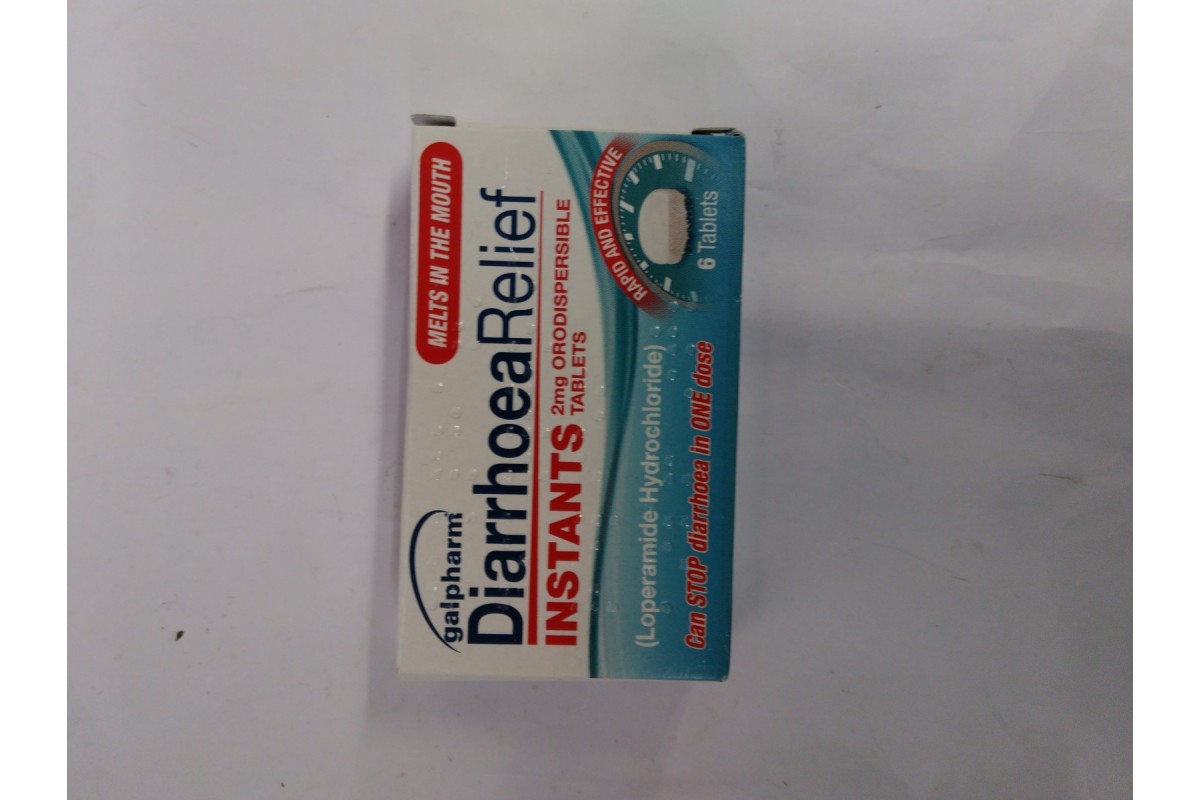 MELTS IN THE MOUTH
galpharm
DiarrhoeaRelief
INSTANTS 2mg ORODISPERSIBLE
TABLETS
RAPID AND EFFECTIVE
(Loperamide Hydrochloride)
Can STOP diarrhoea in ONE dose
6 Tablets